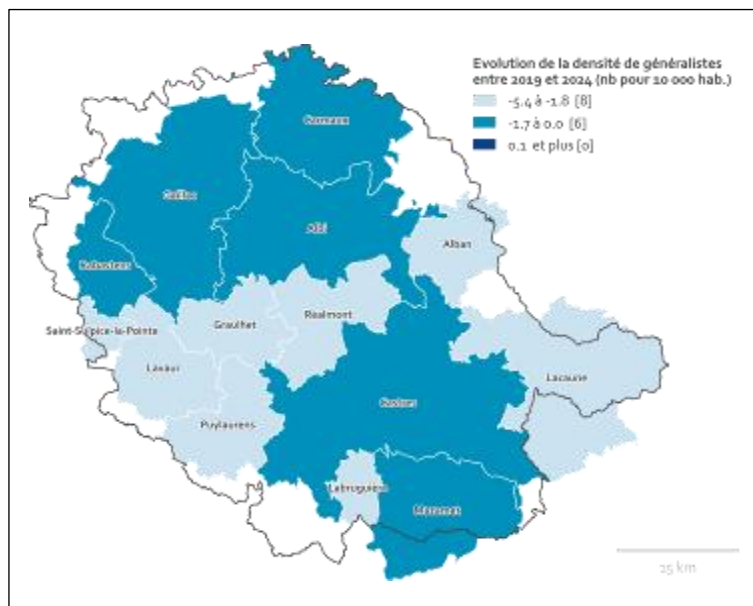 Evolution de la densité de généralistes
entre 2019 et 2024 (nb pour 10 000 hab.)
-5.4 à -1.8 [8]
-1.7 à 0.0 [6]
0.1 et plus [0]
Carmaux
Gaillac
Albi
Rabastens
Alban
Saint-Sulpice-la-Pointe
Graulhet
Réalmont
Lavaur
Lacaune
Castres
Puylaurens
Labruguière
Mazamet
25 km